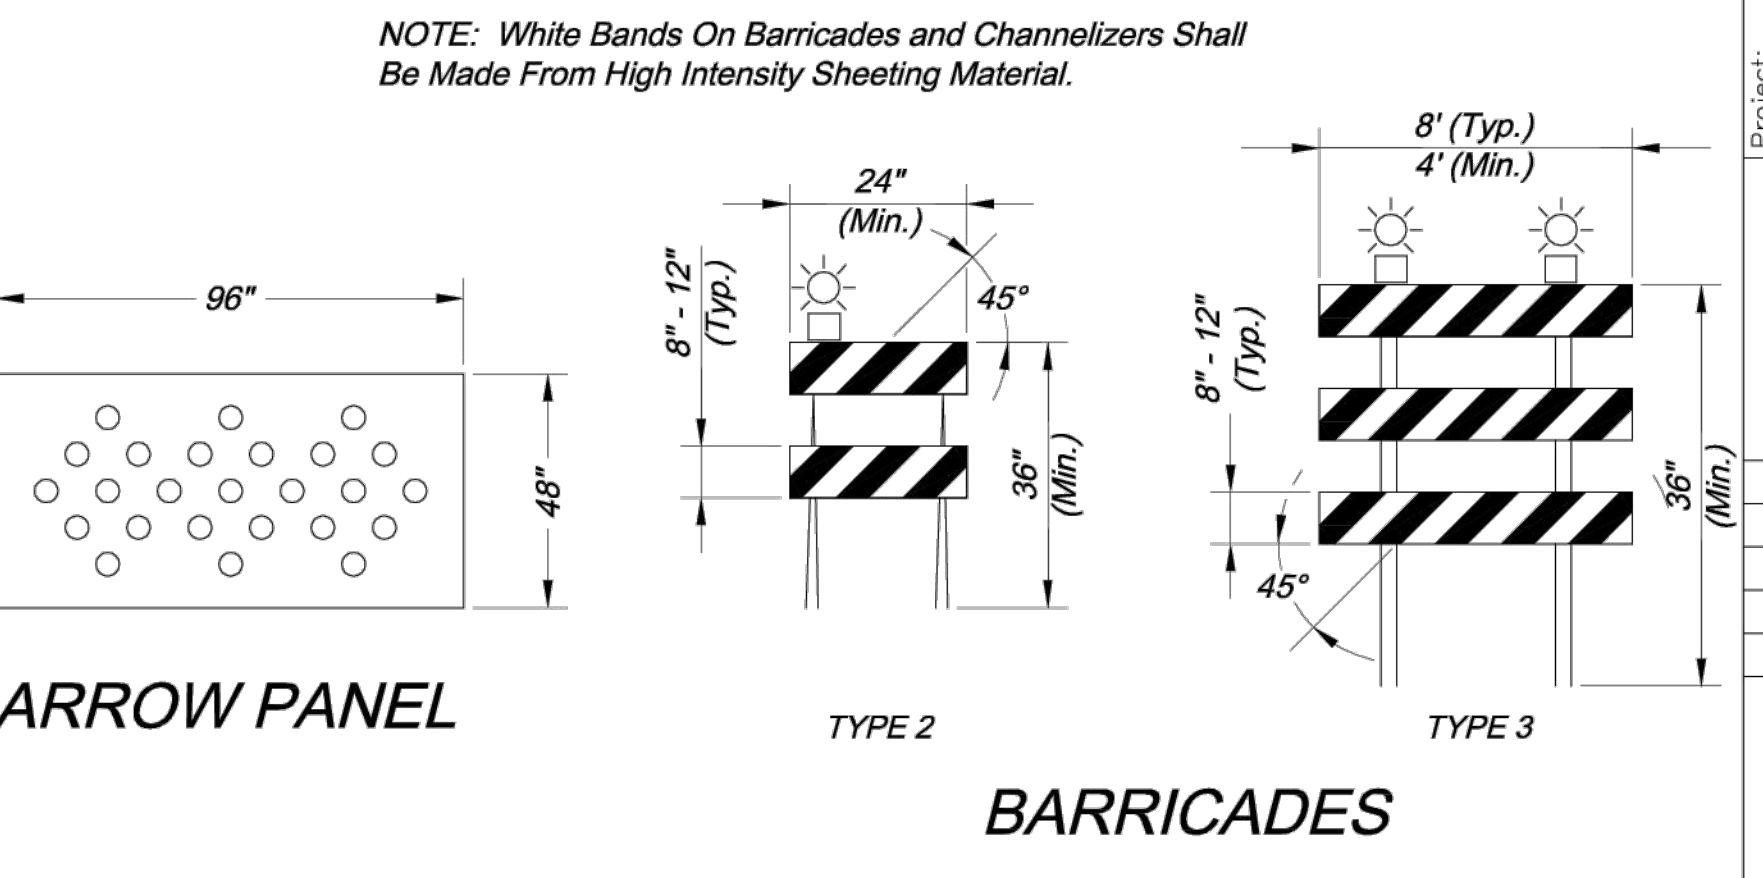 NOTE: White Bands On Barricades and Channelizers Shall
Be Made From High Intensity Sheeting Material.
Project:
8' (Typ.)
4' (Min.)
24"
(Min.)
8" - 12"
(Typ.)
45°
96"
8" - 12"
(Typ.)
48"
36"
(Min.)
36"
(Min.)
45°
ARROW PANEL
TYPE 2
TYPE 3
BARRICADES